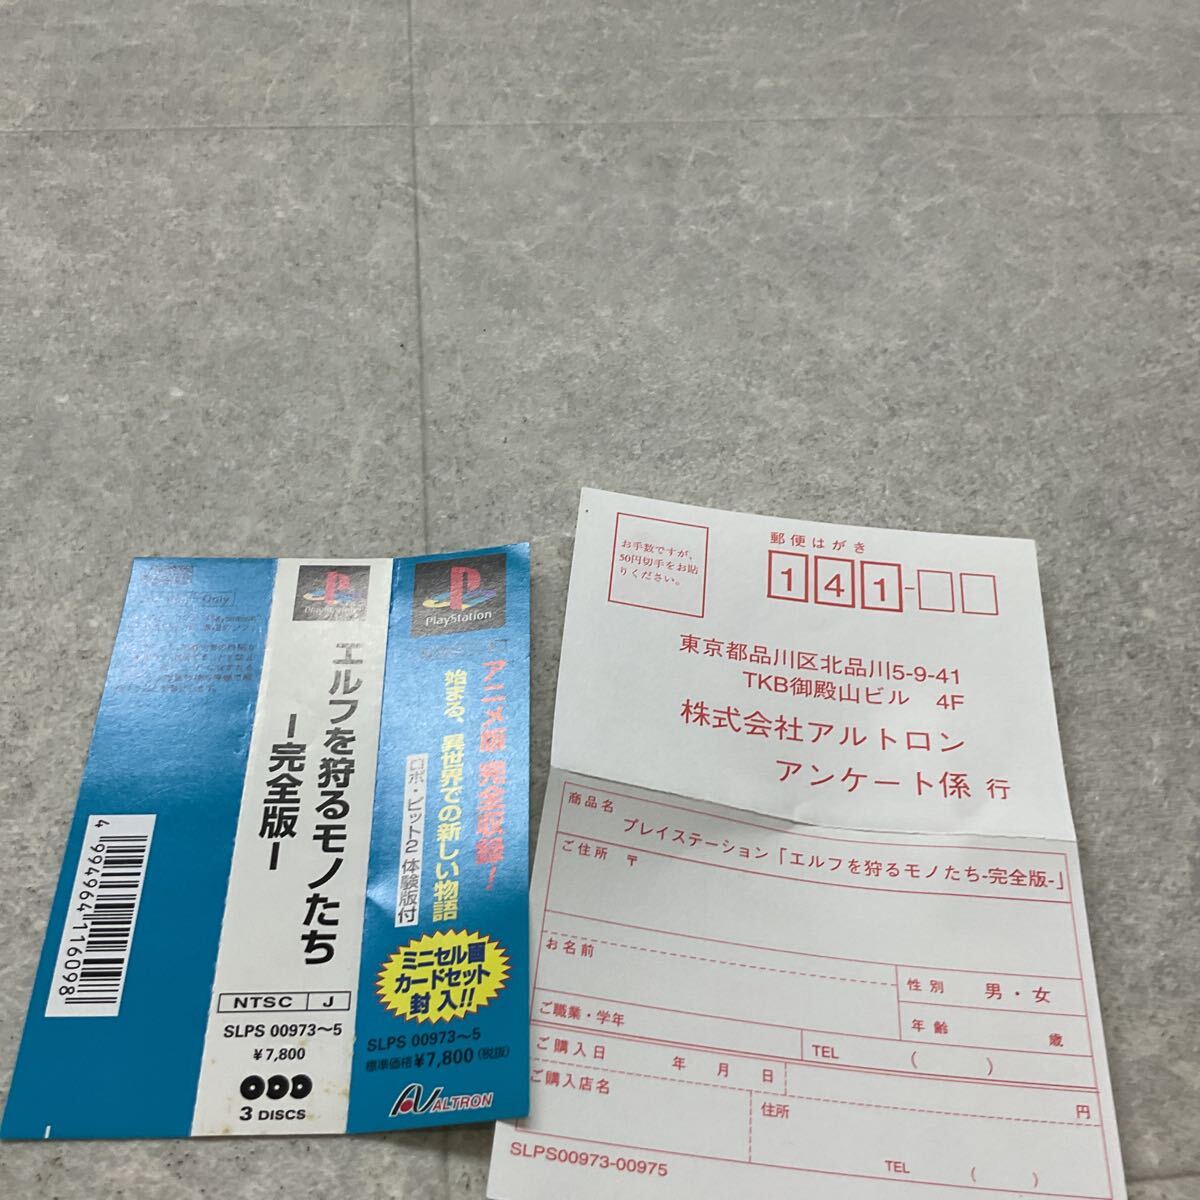 PlayStation
エルフを狩るモノたち
ー完全版ー
NTSC J
SLPS 00973〜5
¥7,800
3 DISCS
4 994964 116098
PlayStation
アニメ版 完全収録!
始まる、異世界での新しい物語
ロボ・ピット2 体験版付
ミニセル画
カードセット
封入!!
SLPS 00973〜5
標準価格¥7,800(税抜)
ALTRON
お手数ですが、
50円切手をお貼
りください。
郵便はがき
141-
東京都品川区北品川5-9-41
TKB御殿山ビル 4F
株式会社アルトロン
アンケート係 行
商品名
プレイステーション「エルフを狩るモノたち-完全版-」
ご住所 〒
お名前
性別 男・女
年齢 歳
ご職業・学年
TEL ( )
ご購入日 年 月 日
円
ご購入店名
住所
TEL ( )
SLPS00973-00975